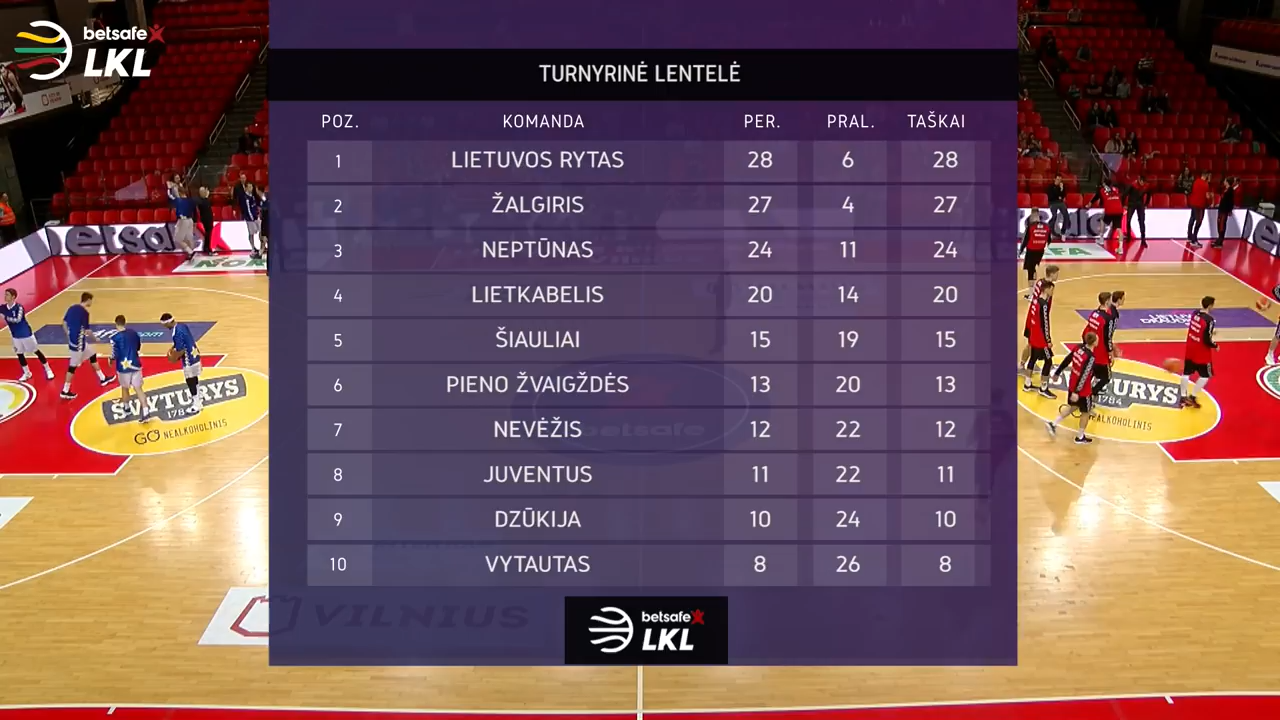 betsafe
LKL
TURNYRINĖ LENTELĖ
POZ. KOMANDA PER. PRAL. TAŠKAI
1 LIETUVOS RYTAS 28 6 28
2 ŽALGIRIS 27 4 27
3 NEPTŪNAS 24 11 24
4 LIETKABELIS 20 14 20
5 ŠIAULIAI 15 19 15
6 PIENO ŽVAIGŽDĖS 13 20 13
7 NEVĖŽIS 12 22 12
8 JUVENTUS 11 22 11
9 DZŪKIJA 10 24 10
10 VYTAUTAS 8 26 8
betsafe
LKL
betsafe
ŠVYTURYS
1784
GO NEALKOHOLINIS
TURYS
1784
NEALKOHOLINIS
betsafe
VILNIUS